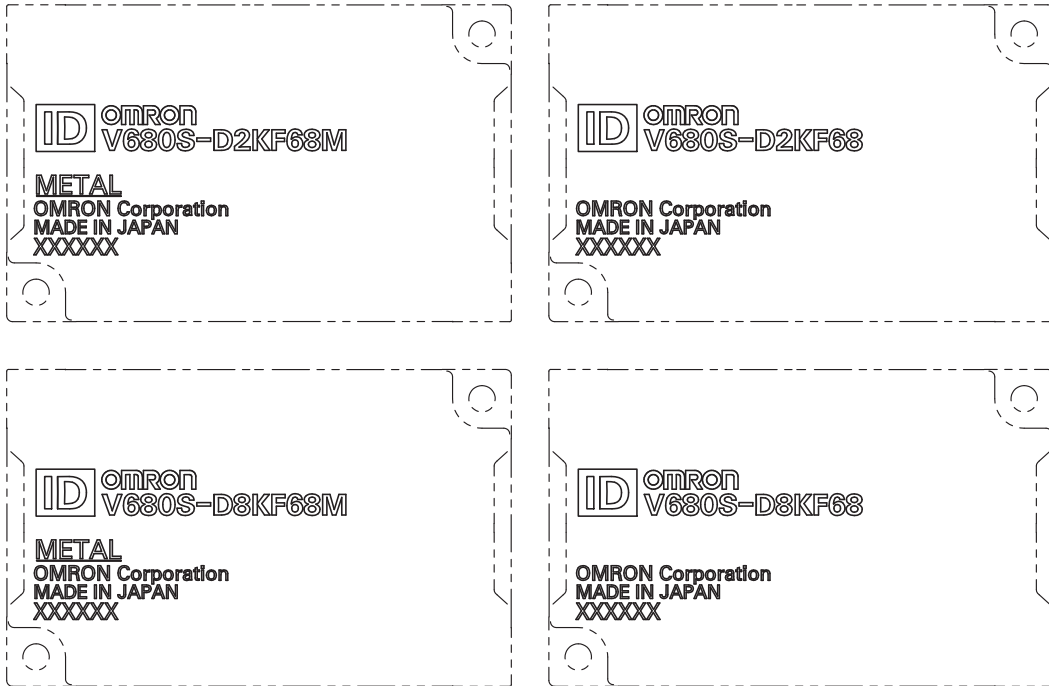 ID OMRON
V680S-D2KF68M
METAL
OMRON Corporation
MADE IN JAPAN
XXXXXX
ID OMRON
V680S-D2KF68
OMRON Corporation
MADE IN JAPAN
XXXXXX
ID OMRON
V680S-D8KF68M
METAL
OMRON Corporation
MADE IN JAPAN
XXXXXX
ID OMRON
V680S-D8KF68
OMRON Corporation
MADE IN JAPAN
XXXXXX